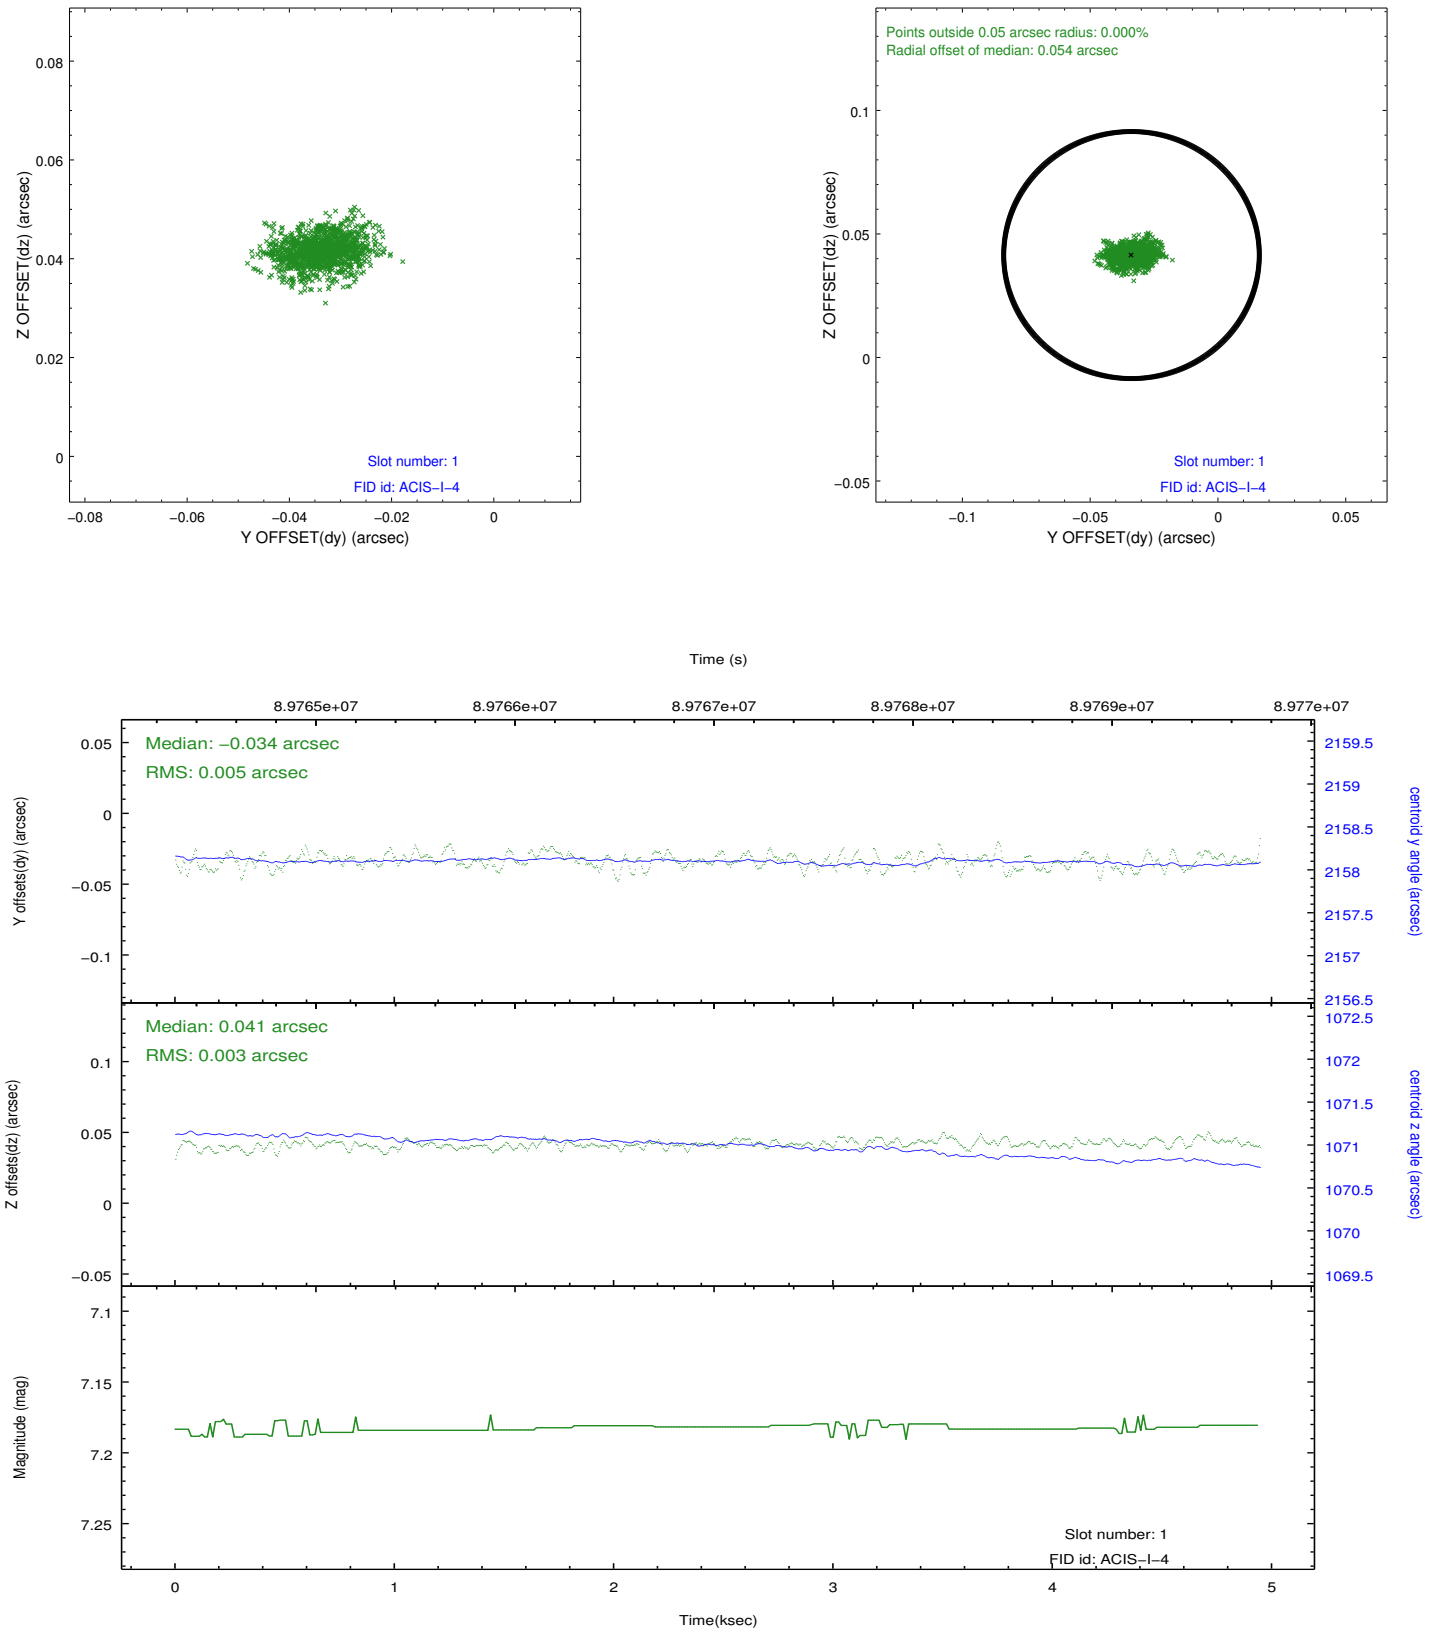 0.08
0.06
0.04
0.02
0
Z OFFSET(dz) (arcsec)
Slot number: 1
FID id: ACIS−I−4
−0.08 −0.06 −0.04 −0.02 0
Y OFFSET(dy) (arcsec)
Points outside 0.05 arcsec radius: 0.000%
Radial offset of median: 0.054 arcsec
0.1
0.05
0
−0.05
Z OFFSET(dz) (arcsec)
Slot number: 1
FID id: ACIS−I−4
−0.1 −0.05 0 0.05
Y OFFSET(dy) (arcsec)
Time (s)
8.9765e+07 8.9766e+07 8.9767e+07 8.9768e+07 8.9769e+07 8.977e+07
Median: −0.034 arcsec
RMS: 0.005 arcsec
0.05
0
−0.05
−0.1
Y offsets(dy) (arcsec)
2159.5
2159
2158.5
2158
2157.5
2157
2156.5
centroid y angle (arcsec)
Median: 0.041 arcsec
RMS: 0.003 arcsec
0.1
0.05
0
−0.05
Z offsets(dz) (arcsec)
1072.5
1072
1071.5
1071
1070.5
1070
1069.5
centroid z angle (arcsec)
7.1
7.15
7.2
7.25
Magnitude (mag)
Slot number: 1
FID id: ACIS−I−4
0 1 2 3 4 5
Time(ksec)